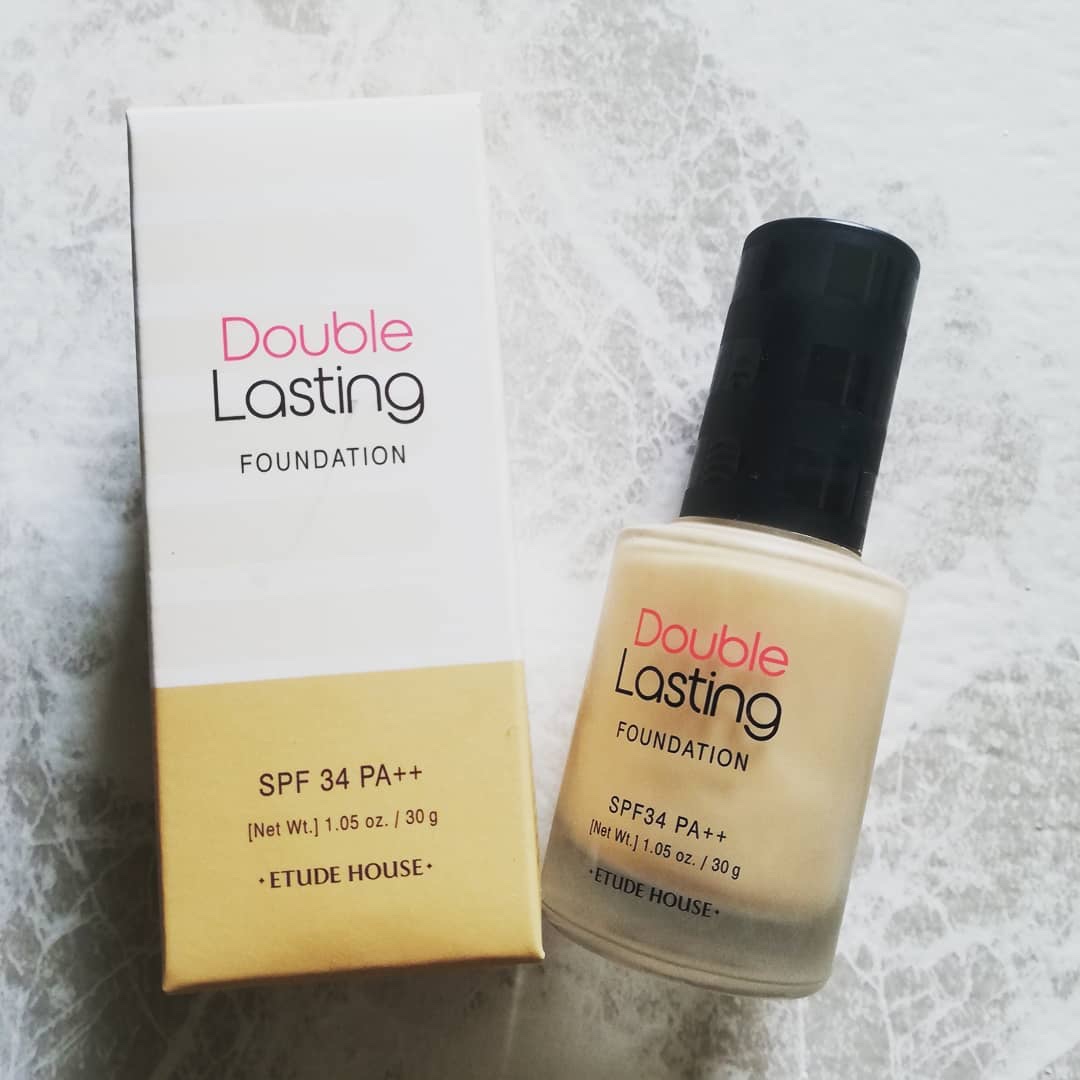 Double
Lasting
FOUNDATION
SPF 34 PA++
[Net Wt.] 1.05 oz. / 30 g
ETUDE HOUSE
Double
Lasting
FOUNDATION
SPF34 PA++
[Net Wt.] 1.05 oz. / 30 g
ETUDE HOUSE